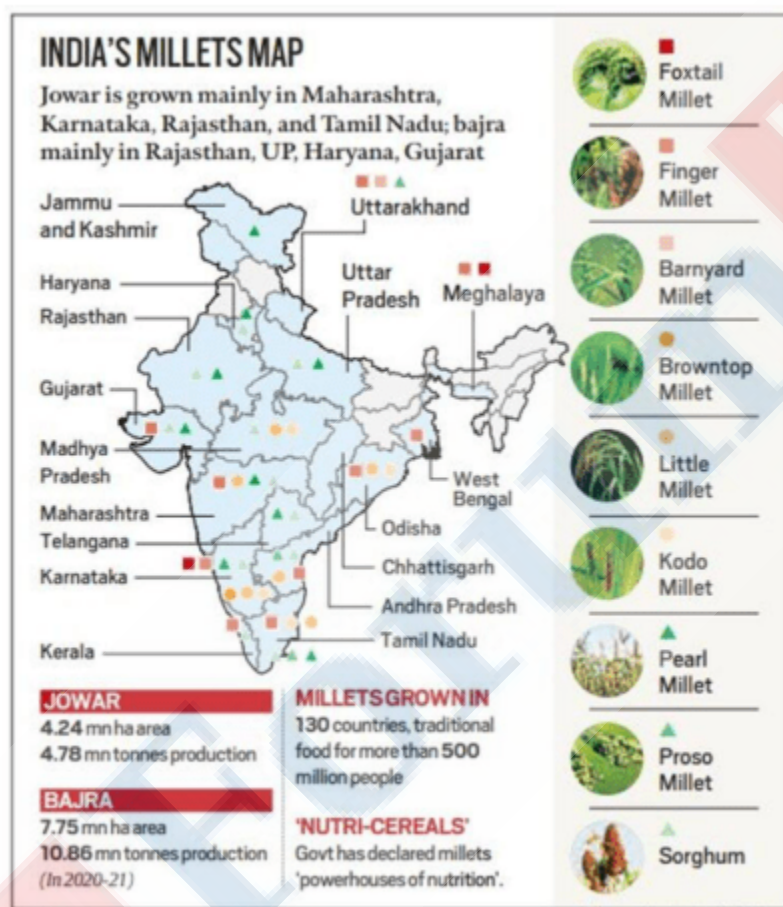 INDIA'S MILLETS MAP
Jowar is grown mainly in Maharashtra,
Karnataka, Rajasthan, and Tamil Nadu; bajra
mainly in Rajasthan, UP, Haryana, Gujarat
Jammu
and Kashmir
Uttarakhand
Haryana
Uttar
Pradesh
Meghalaya
Rajasthan
Gujarat
Madhya
Pradesh
West
Bengal
Maharashtra
Odisha
Telangana
Chhattisgarh
Karnataka
Andhra Pradesh
Tamil Nadu
Kerala
JOWAR
4.24 mn ha area
4.78 mn tonnes production
BAJRA
7.75 mn ha area
10.86 mn tonnes production
(In 2020-21)
MILLETS GROWN IN
130 countries, traditional
food for more than 500
million people
'NUTRI-CEREALS'
Govt has declared millets
'powerhouses of nutrition'.
Foxtail
Millet
Finger
Millet
Barnyard
Millet
Browntop
Millet
Little
Millet
Kodo
Millet
Pearl
Millet
Proso
Millet
Sorghum
Forum